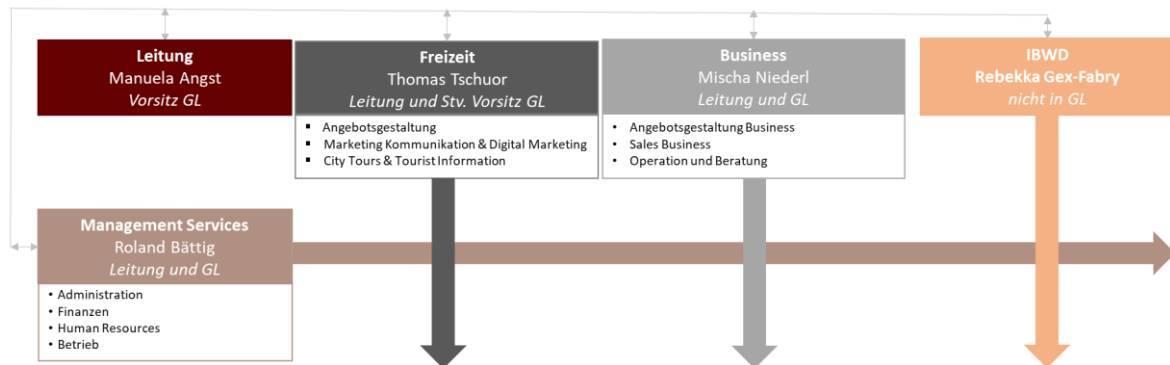 Leitung
Manuela Angst
Vorsitz GL
Freizeit
Thomas Tschuor
Leitung und Stv. Vorsitz GL
▪ Angebotsgestaltung
▪ Marketing Kommunikation & Digital Marketing
▪ City Tours & Tourist Information
Business
Mischa Niederl
Leitung und GL
• Angebotsgestaltung Business
• Sales Business
• Operation und Beratung
IBWD
Rebekka Gex-Fabry
nicht in GL
Management Services
Roland Bättig
Leitung und GL
• Administration
• Finanzen
• Human Resources
• Betrieb